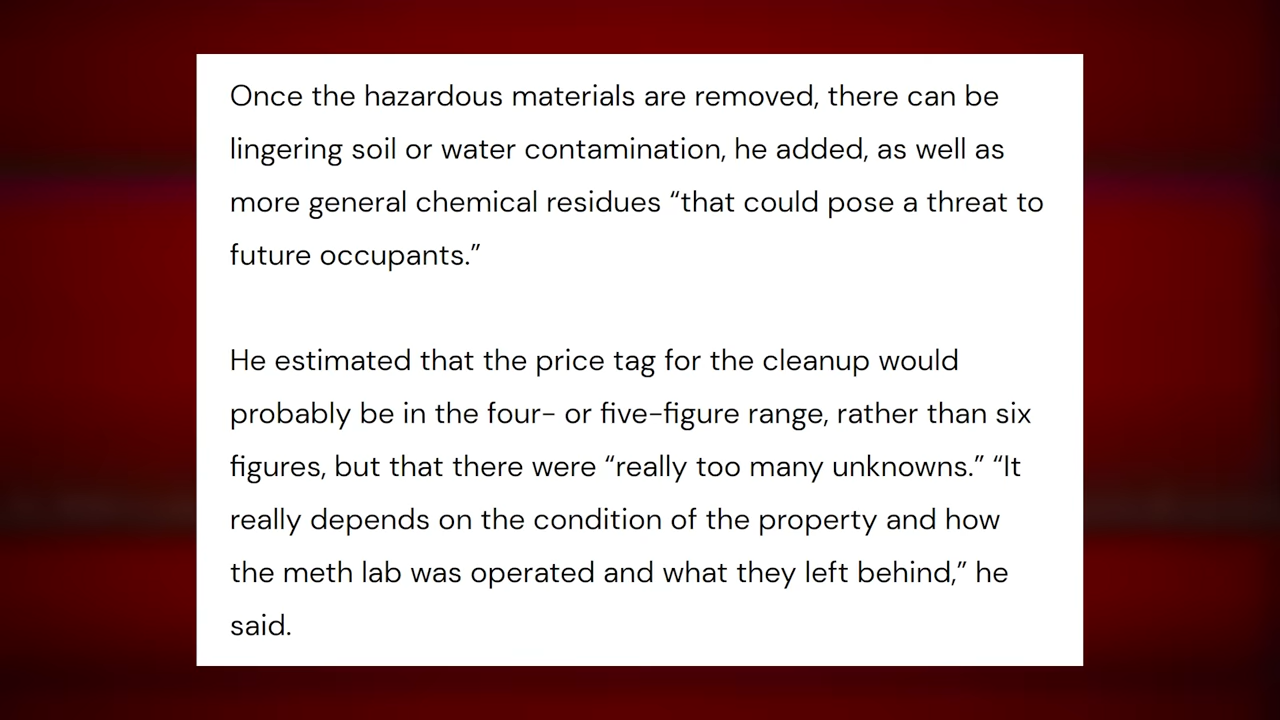 Once the hazardous materials are removed, there can be
lingering soil or water contamination, he added, as well as
more general chemical residues “that could pose a threat to
future occupants.”
He estimated that the price tag for the cleanup would
probably be in the four- or five-figure range, rather than six
figures, but that there were “really too many unknowns.” “It
really depends on the condition of the property and how
the meth lab was operated and what they left behind,” he
said.